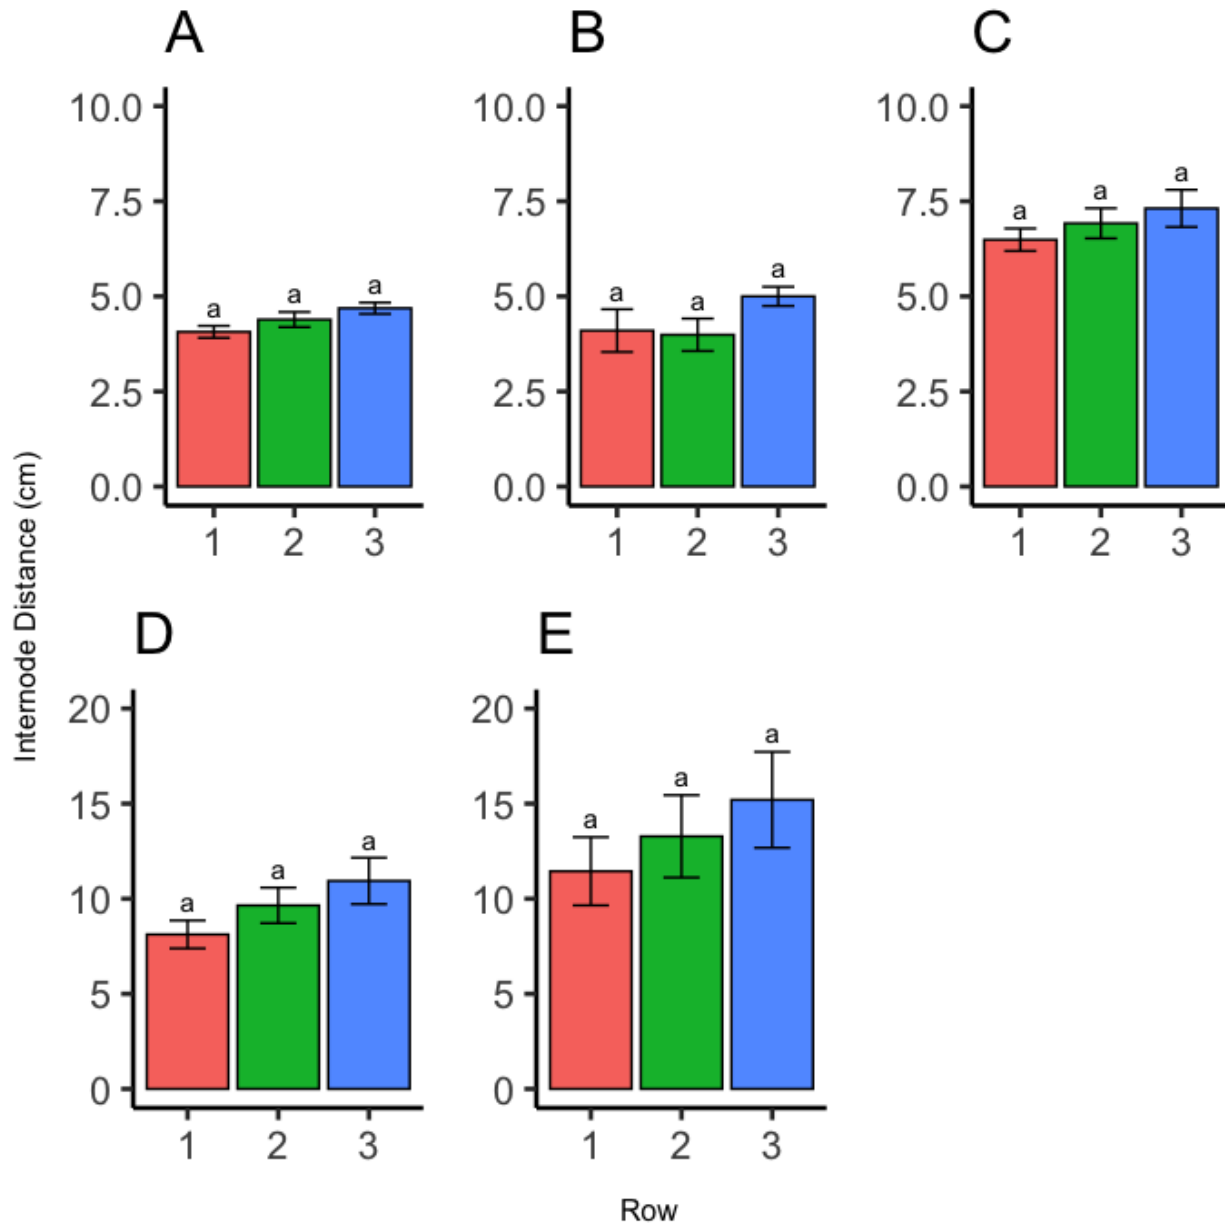 A B C
10.0 10.0 10.0
7.5 7.5 7.5
5.0 5.0 5.0
2.5 2.5 2.5
0.0 0.0 0.0
a a a a a a a a a
1 2 3 1 2 3 1 2 3
Internode Distance (cm)
D E
20 20
15 15
10 10
5 5
0 0
a a a a a a
1 2 3 1 2 3
Row